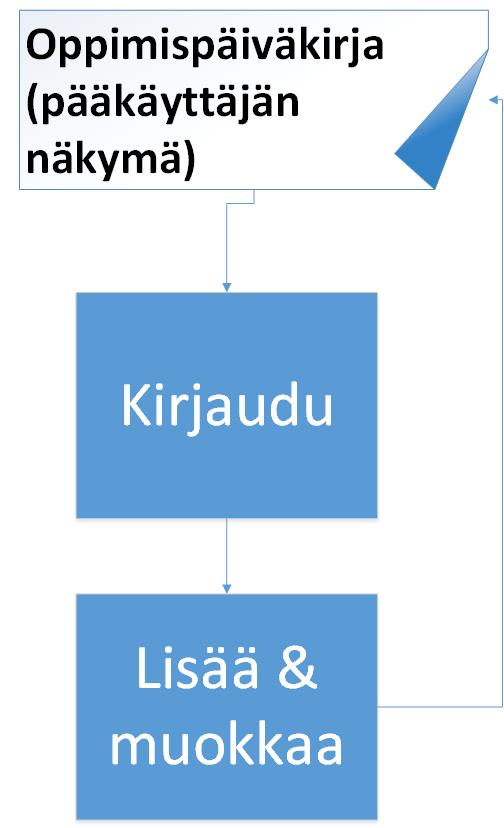 Oppimispäiväkirja
(pääkäyttäjän
näkymä)
Kirjaudu
Lisää &
muokkaa